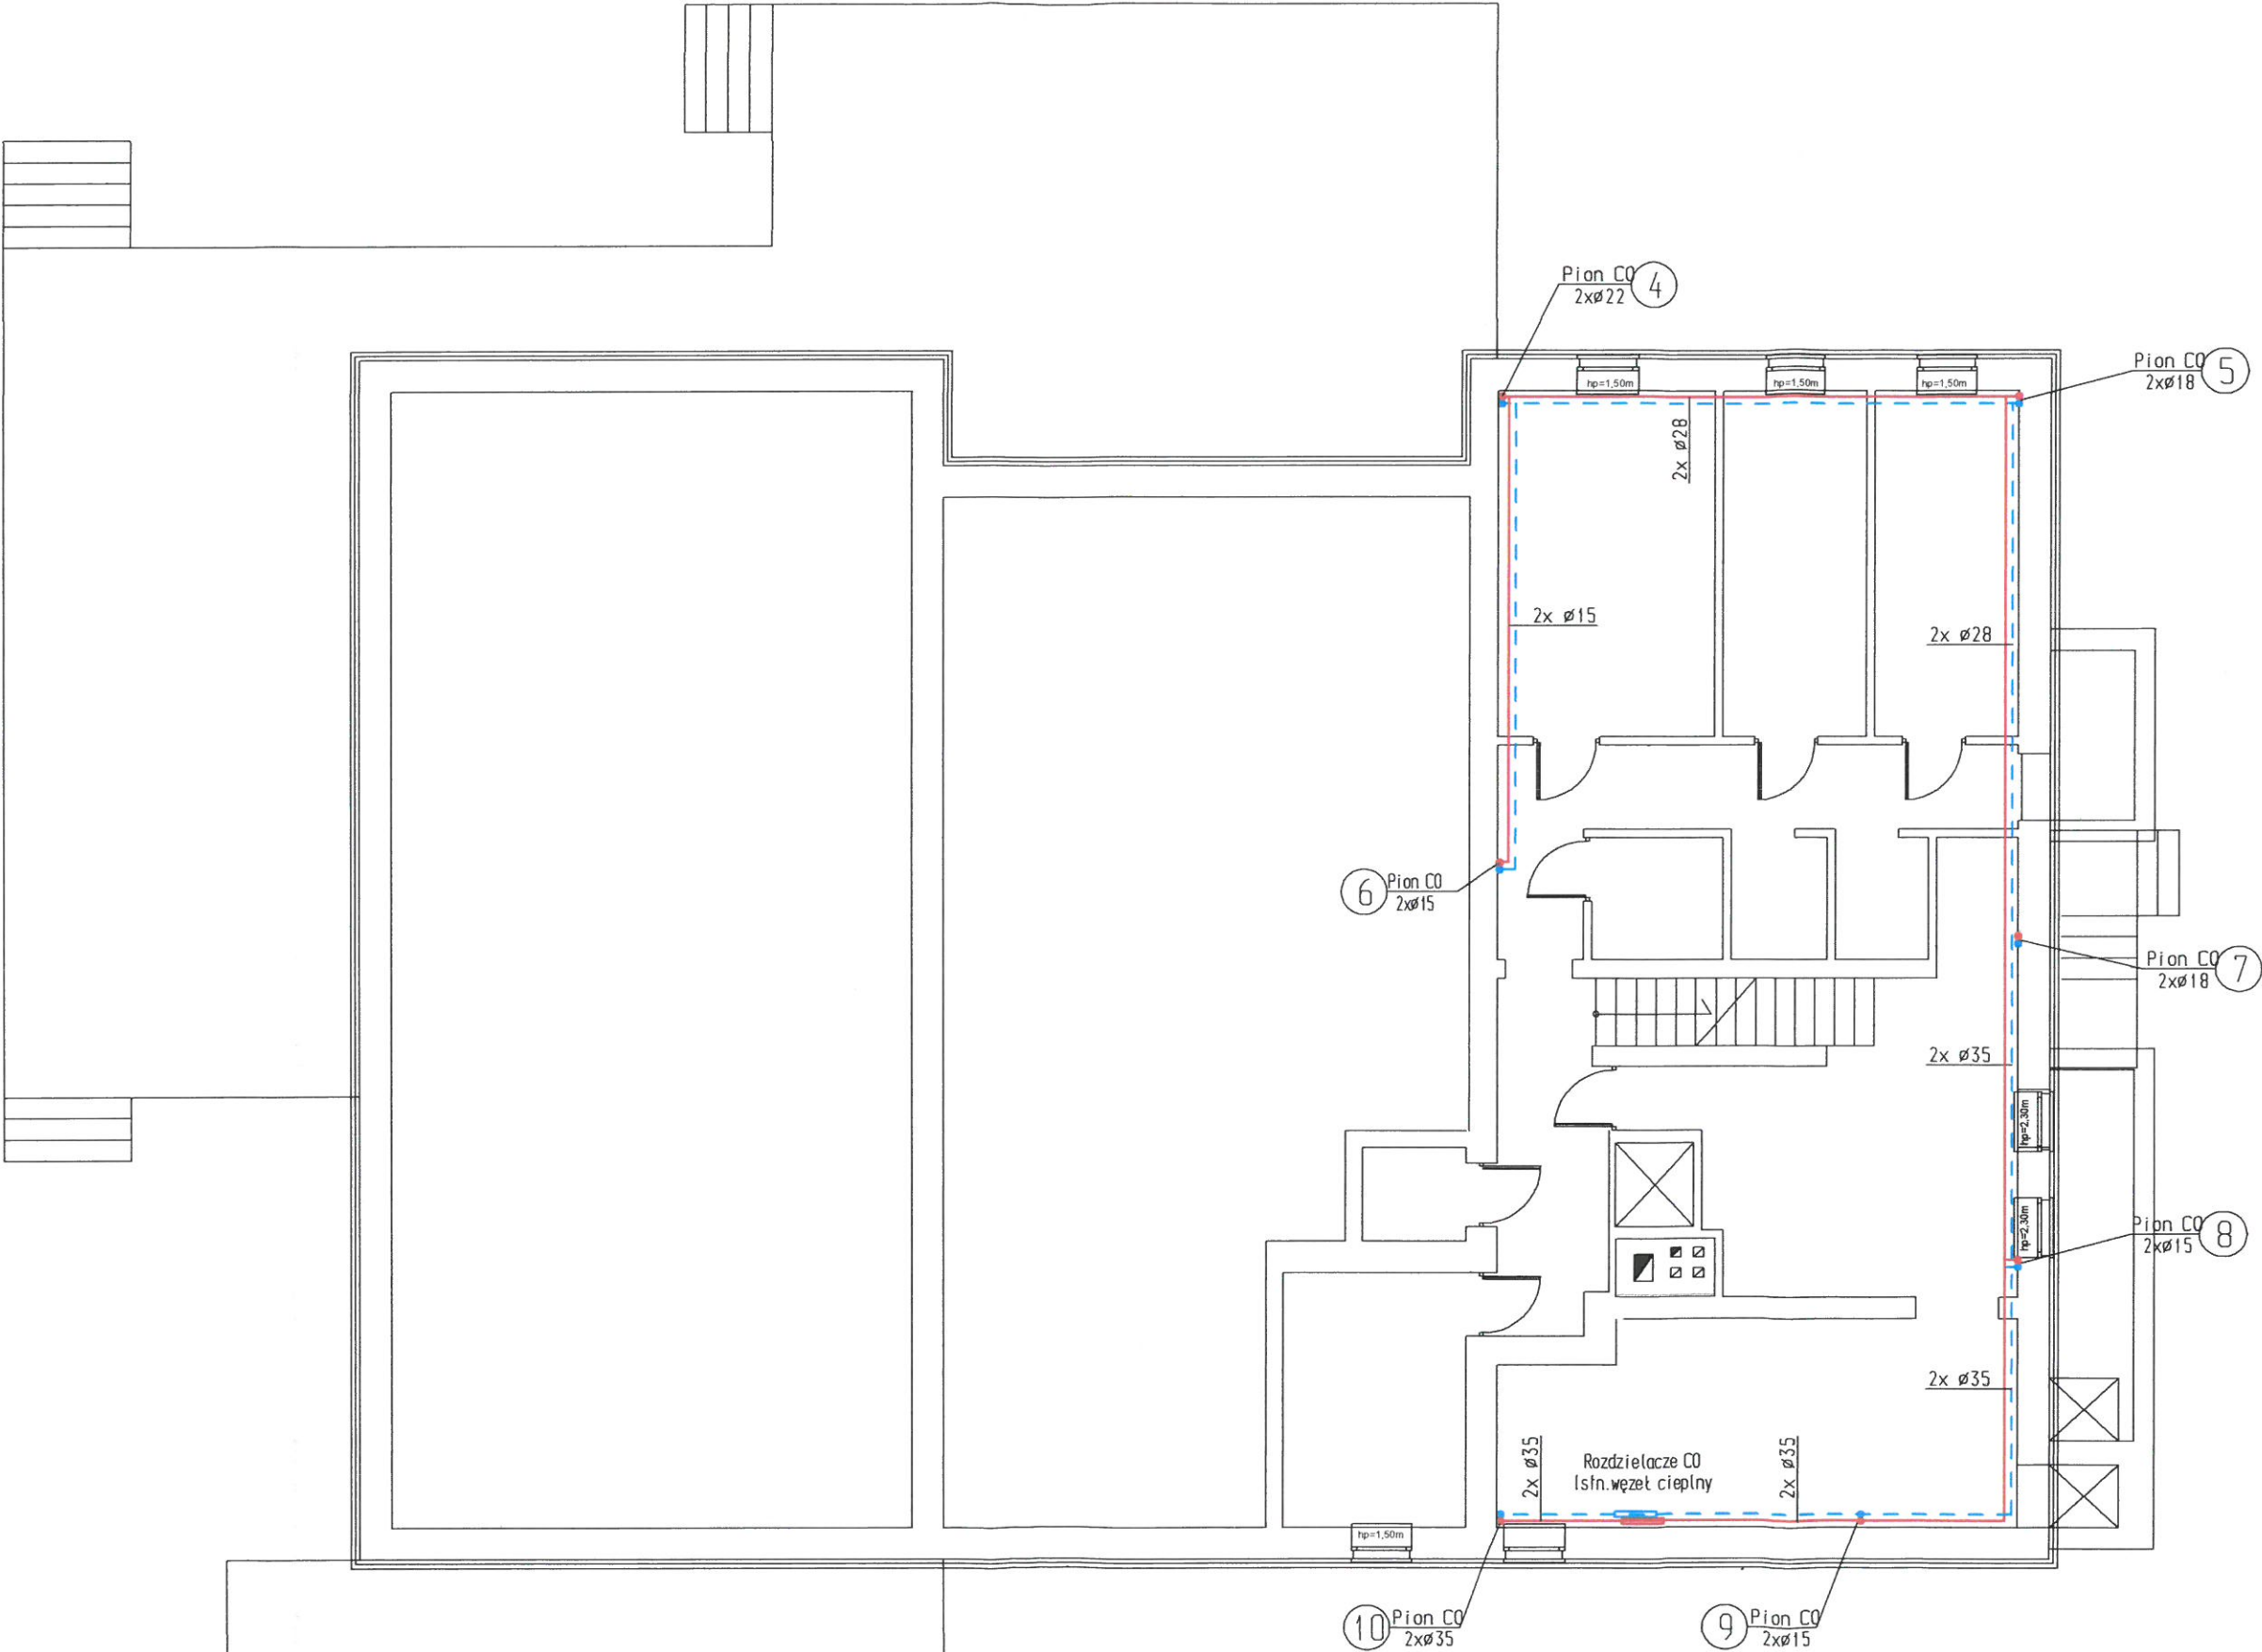 Pion CO
2xø22
4
Pion CO
2xø18
5
hp=1,50m
hp=1,50m
hp=1,50m
2x ø28
2x ø15
2x ø28
6
Pion CO
2xø15
Pion CO
2xø18
7
2x ø35
hp=2,30m
hp=2,30m
Pion CO
2xø15
8
2x ø35
2x ø35
Rozdzielacze CO
Istn.węzeł cieplny
2x ø35
hp=1,50m
10
Pion CO
2xø35
9
Pion CO
2xø15